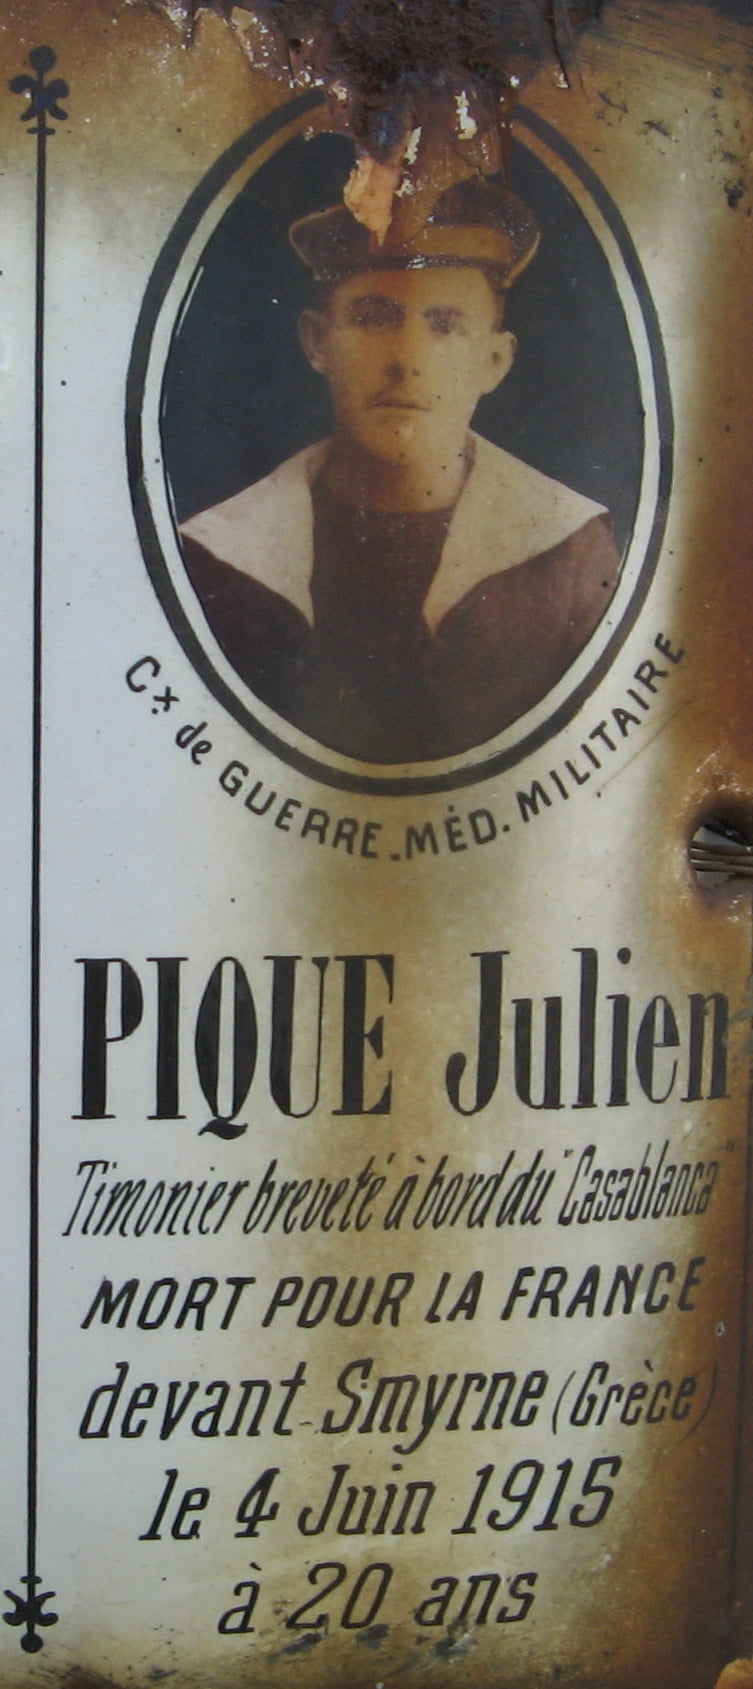 Cx. de GUERRE. MÉD. MILITAIRE
PIQUE Julien
Timonier breveté à bord du "Casablanca"
MORT POUR LA FRANCE
devant Smyrne (Grèce)
le 4 Juin 1915
à 20 ans